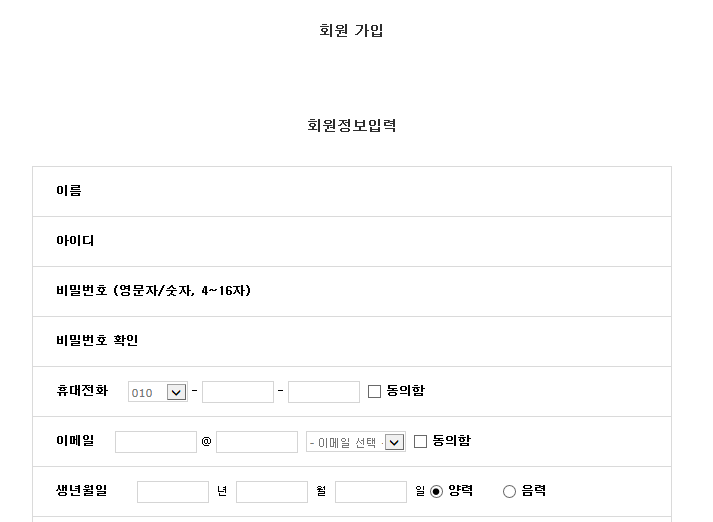 회원 가입
회원정보입력
이름
아이디
비밀번호 (영문자/숫자, 4~16자)
비밀번호 확인
휴대전화 010 - - 동의함
이메일 @ - 이메일 선택 - 동의함
생년월일 년 월 일 양력 음력